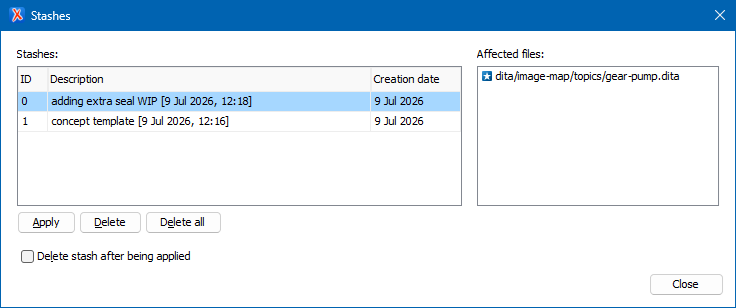 Stashes
Stashes:
ID Description Creation date
0 adding extra seal WIP [9 Jul 2026, 12:18] 9 Jul 2026
1 concept template [9 Jul 2026, 12:16] 9 Jul 2026
Affected files:
dita/image-map/topics/gear-pump.dita
Apply Delete Delete all
Delete stash after being applied
Close